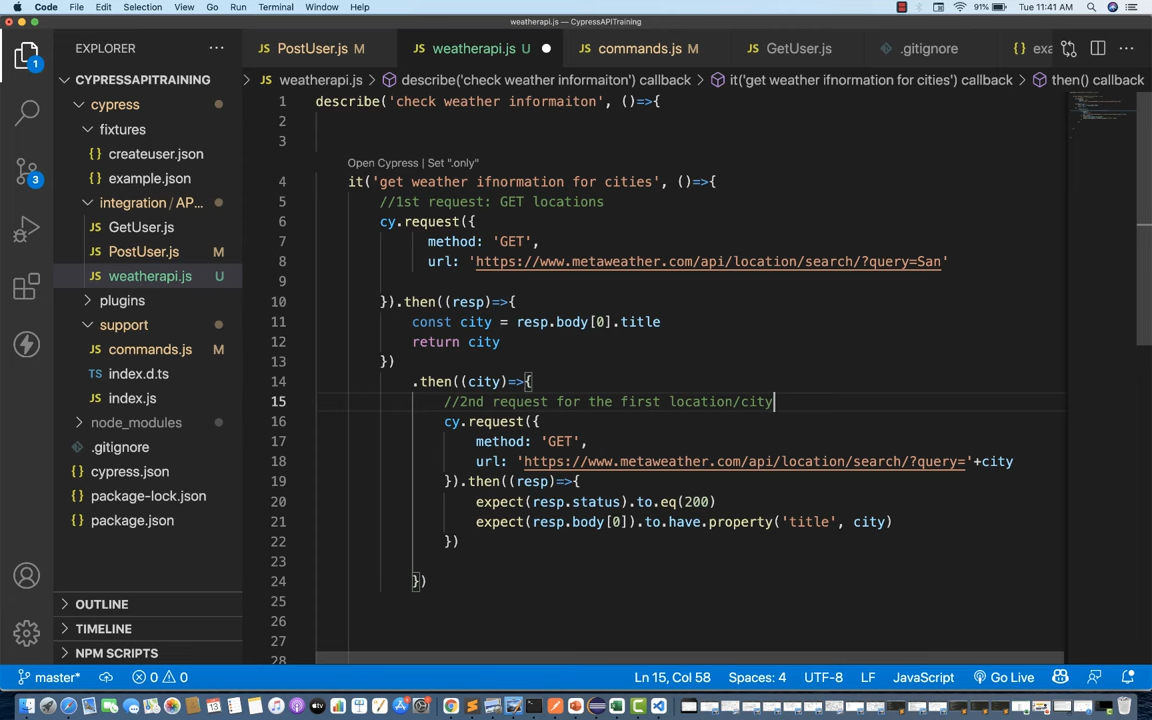 Code File Edit Selection View Go Run Terminal Window Help 91% Tue 11:41 AM
weatherapi.js — CypressAPITraining
EXPLORER
PostUser.js M weatherapi.js U commands.js M GetUser.js .gitignore exa
CYPRESSAPITRAINING
weatherapi.js > describe('check weather informaiton') callback > it('get weather ifnormation for cities') callback > then() callback
cypress
fixtures
createuser.json
example.json
integration / AP...
GetUser.js
PostUser.js M
weatherapi.js U
plugins
support
commands.js M
index.d.ts
index.js
node_modules
.gitignore
cypress.json
package-lock.json
package.json
OUTLINE
TIMELINE
NPM SCRIPTS
1
3
1 describe('check weather informaiton', ()=>{
2
3
Open Cypress | Set ".only"
4 it('get weather ifnormation for cities', ()=>{
5 //1st request: GET locations
6 cy.request({
7 method: 'GET',
8 url: 'https://www.metaweather.com/api/location/search/?query=San'
9
10 }).then((resp)=>{
11 const city = resp.body[0].title
12 return city
13 })
14 .then((city)=>{
15 //2nd request for the first location/city
16 cy.request({
17 method: 'GET',
18 url: 'https://www.metaweather.com/api/location/search/?query='+city
19 }).then((resp)=>{
20 expect(resp.status).to.eq(200)
21 expect(resp.body[0]).to.have.property('title', city)
22 })
23
24 })
25
26
27
28
master* 0 0 Ln 15, Col 58 Spaces: 4 UTF-8 LF JavaScript Go Live